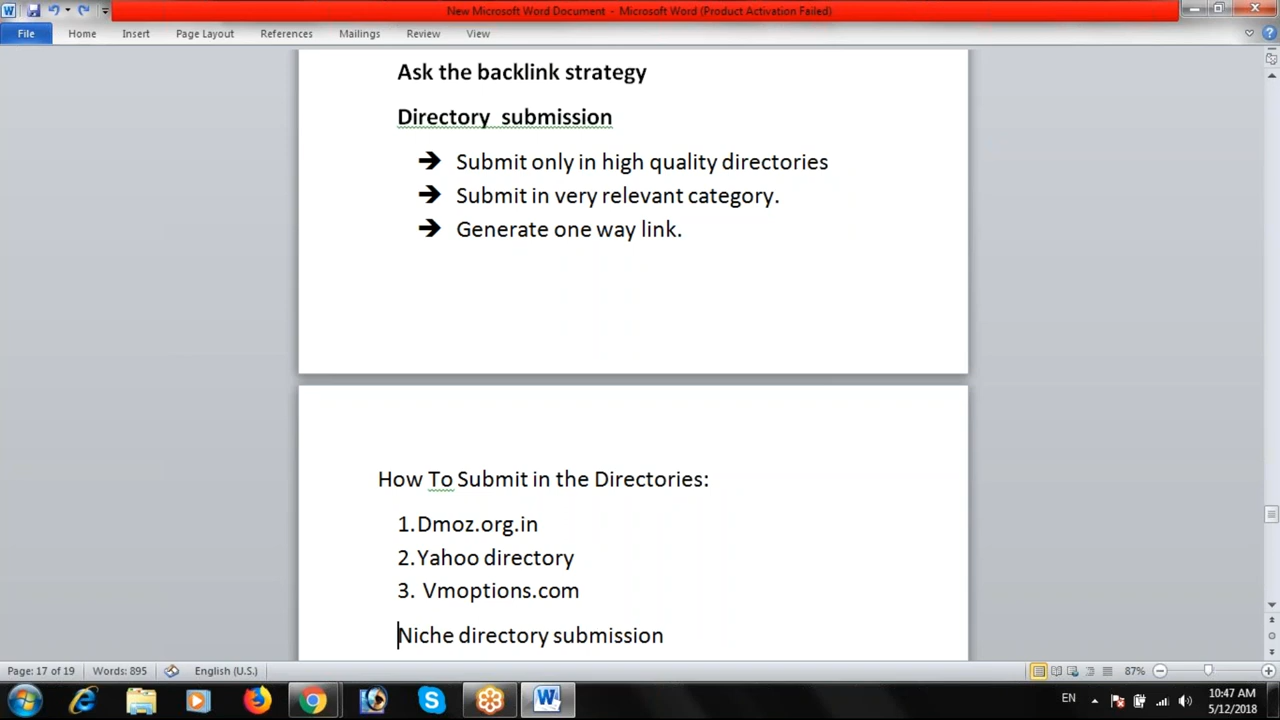 New Microsoft Word Document - Microsoft Word (Product Activation Failed)
File Home Insert Page Layout References Mailings Review View
Ask the backlink strategy
Directory submission
➔ Submit only in high quality directories
➔ Submit in very relevant category.
➔ Generate one way link.
How To Submit in the Directories:
1.Dmoz.org.in
2.Yahoo directory
3. Vmoptions.com
Niche directory submission
Page: 17 of 19 Words: 895 English (U.S.) 87%
EN 10:47 AM
5/12/2018